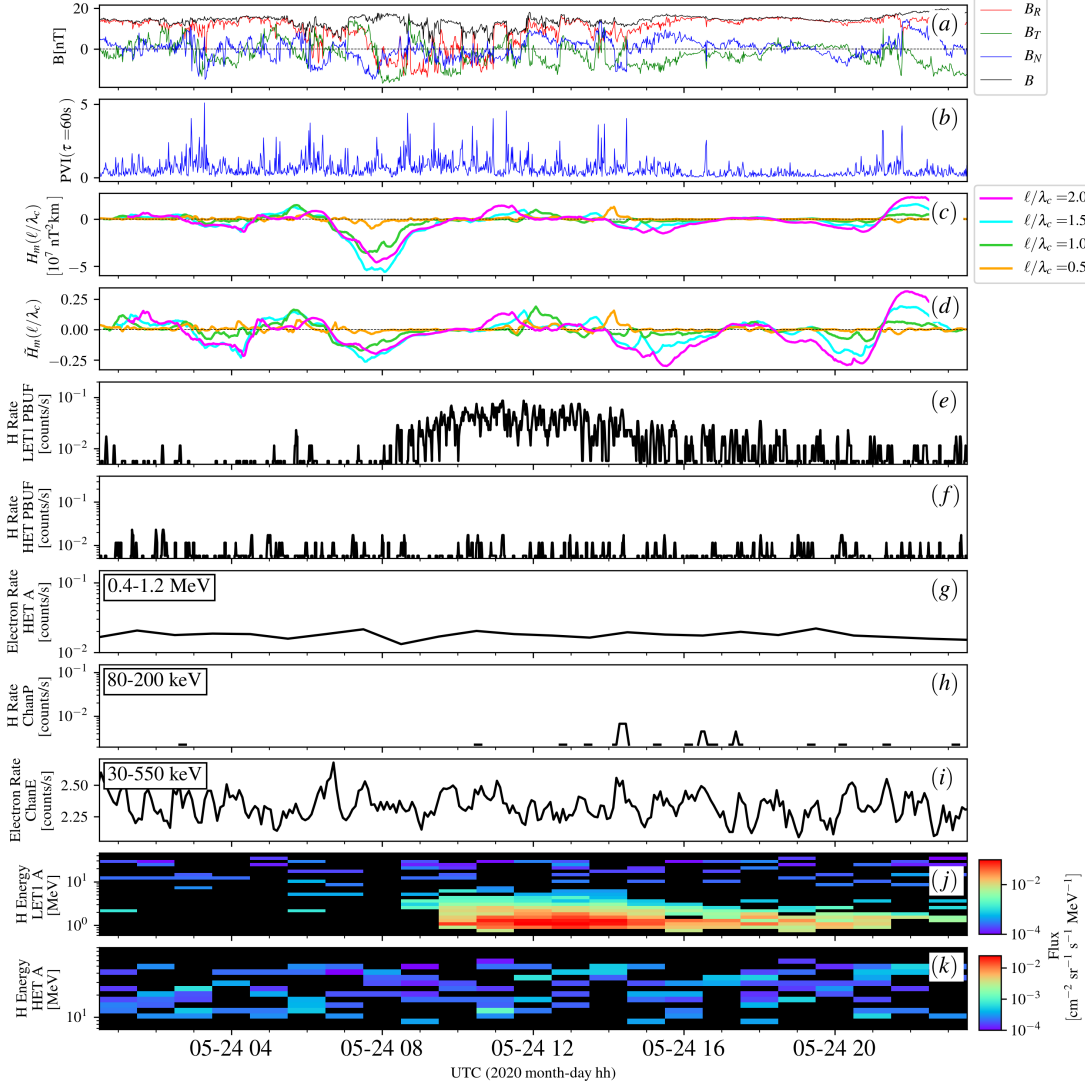 20
0
B[nT]
(a)
B_R
B_T
B_N
B
5
0
PVI(τ=60s)
(b)
0
−5
H_m(ℓ/λ_c)
[10^7 nT^2km]
(c)
ℓ/λ_c=2.0
ℓ/λ_c=1.5
ℓ/λ_c=1.0
ℓ/λ_c=0.5
0.25
0.00
−0.25
H̃_m(ℓ/λ_c)
(d)
10^−1
10^−2
H Rate
LET1 PBUF
[counts/s]
(e)
10^−1
10^−2
H Rate
HET PBUF
[counts/s]
(f)
10^−1
10^−2
Electron Rate
HET A
[counts/s]
0.4-1.2 MeV
(g)
10^−1
10^−2
H Rate
ChanP
[counts/s]
80-200 keV
(h)
2.50
2.25
Electron Rate
ChanE
[counts/s]
30-550 keV
(i)
10^1
10^0
H Energy
LET1 A
[MeV]
(j)
10^−2
10^−4
10^1
H Energy
HET A
[MeV]
(k)
10^−2
10^−3
10^−4
Flux
[cm^−2 sr^−1 s^−1 MeV^−1]
05-24 04
05-24 08
05-24 12
05-24 16
05-24 20
UTC (2020 month-day hh)